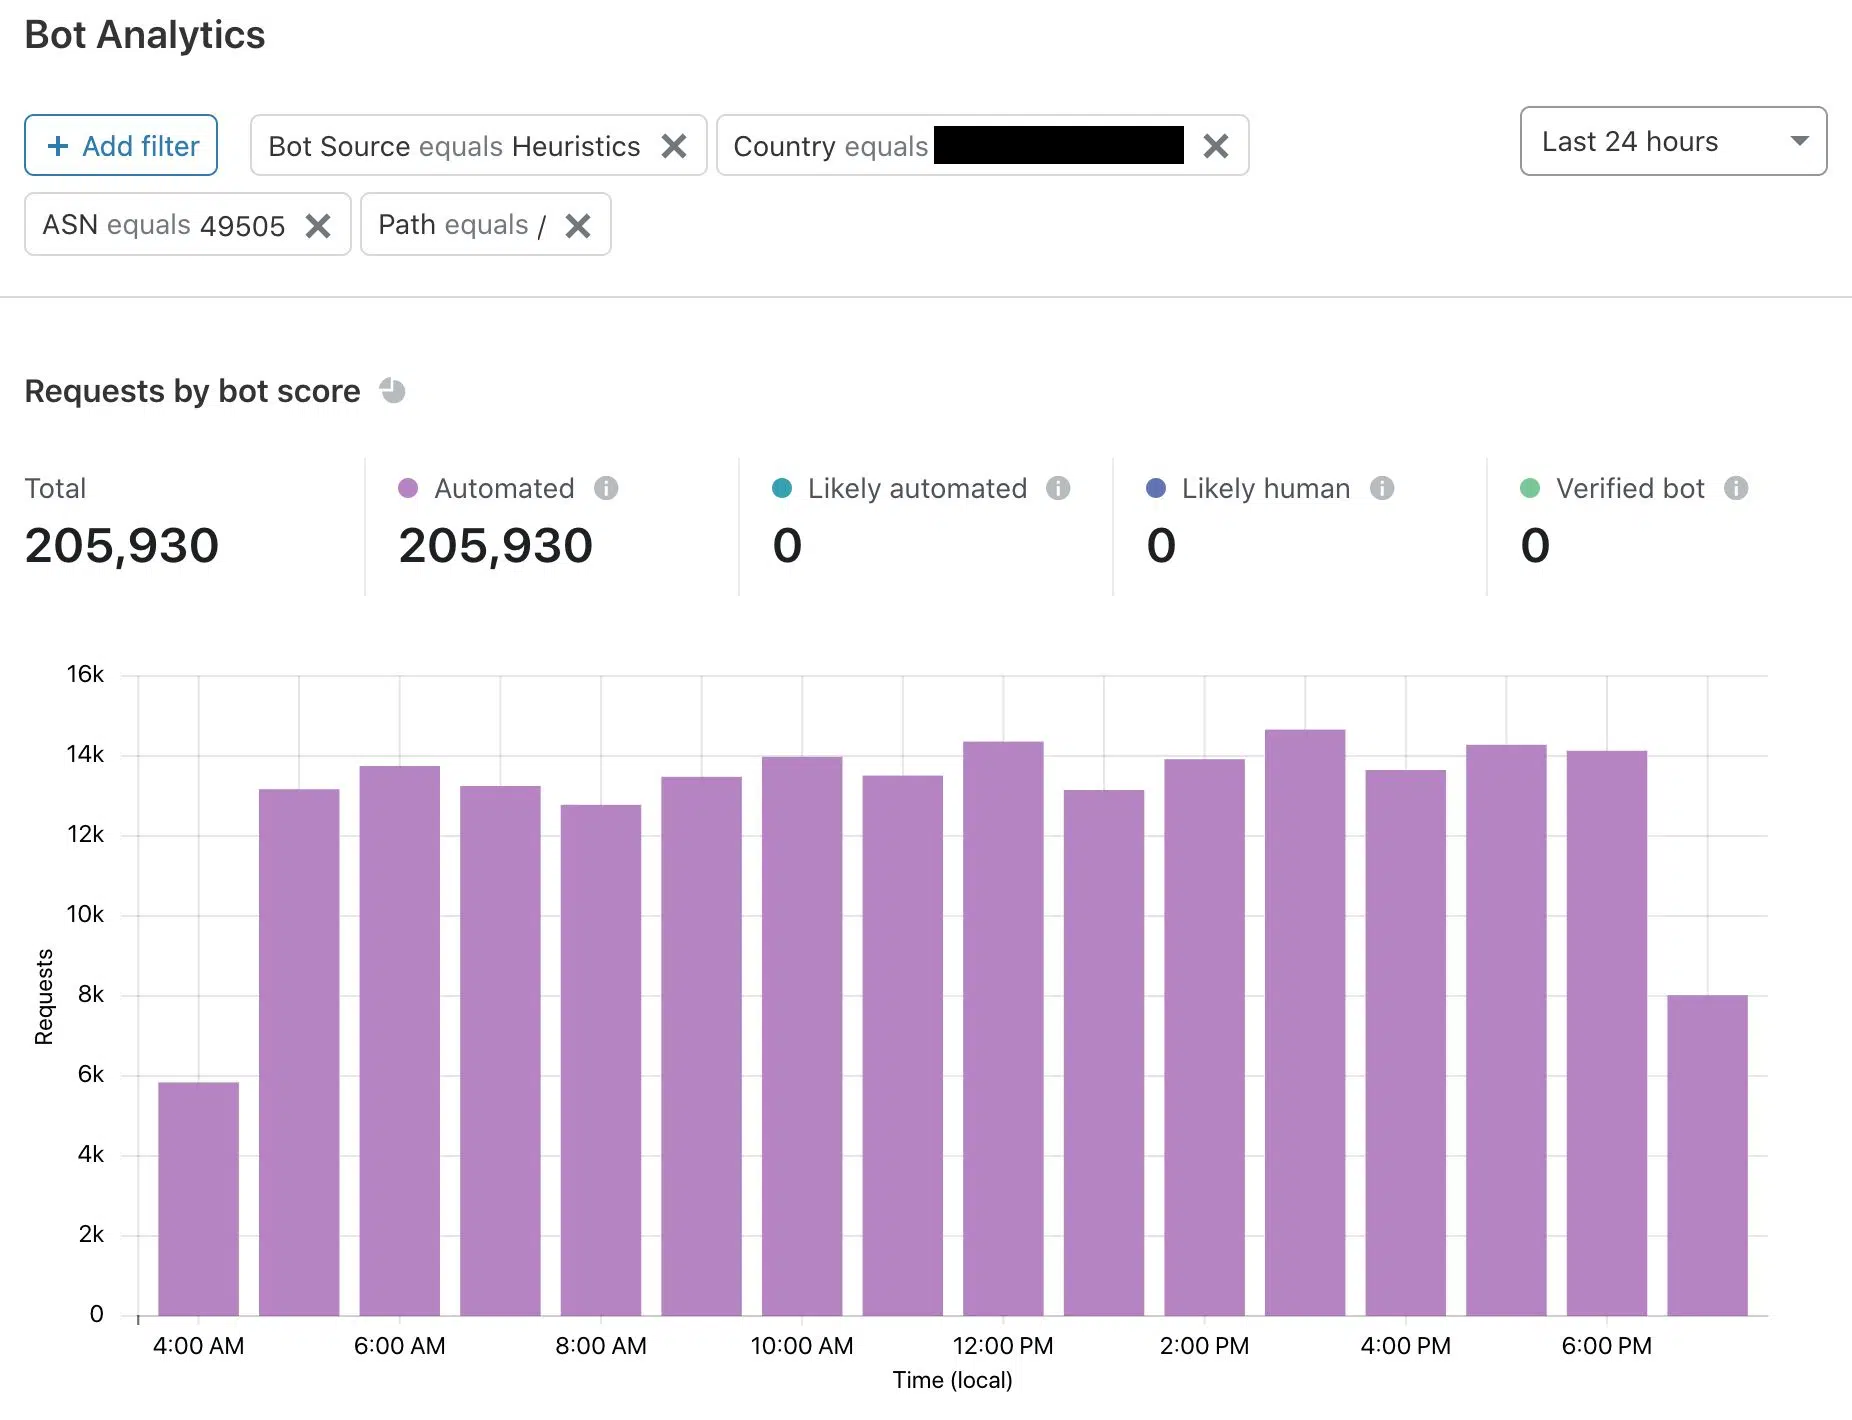 Bot Analytics
+ Add filter
Bot Source equals Heuristics
Country equals
Last 24 hours
ASN equals 49505
Path equals /
Requests by bot score
Total
205,930
Automated
205,930
Likely automated
0
Likely human
0
Verified bot
0
16k
14k
12k
10k
8k
6k
4k
2k
0
Requests
4:00 AM 6:00 AM 8:00 AM 10:00 AM 12:00 PM 2:00 PM 4:00 PM 6:00 PM
Time (local)